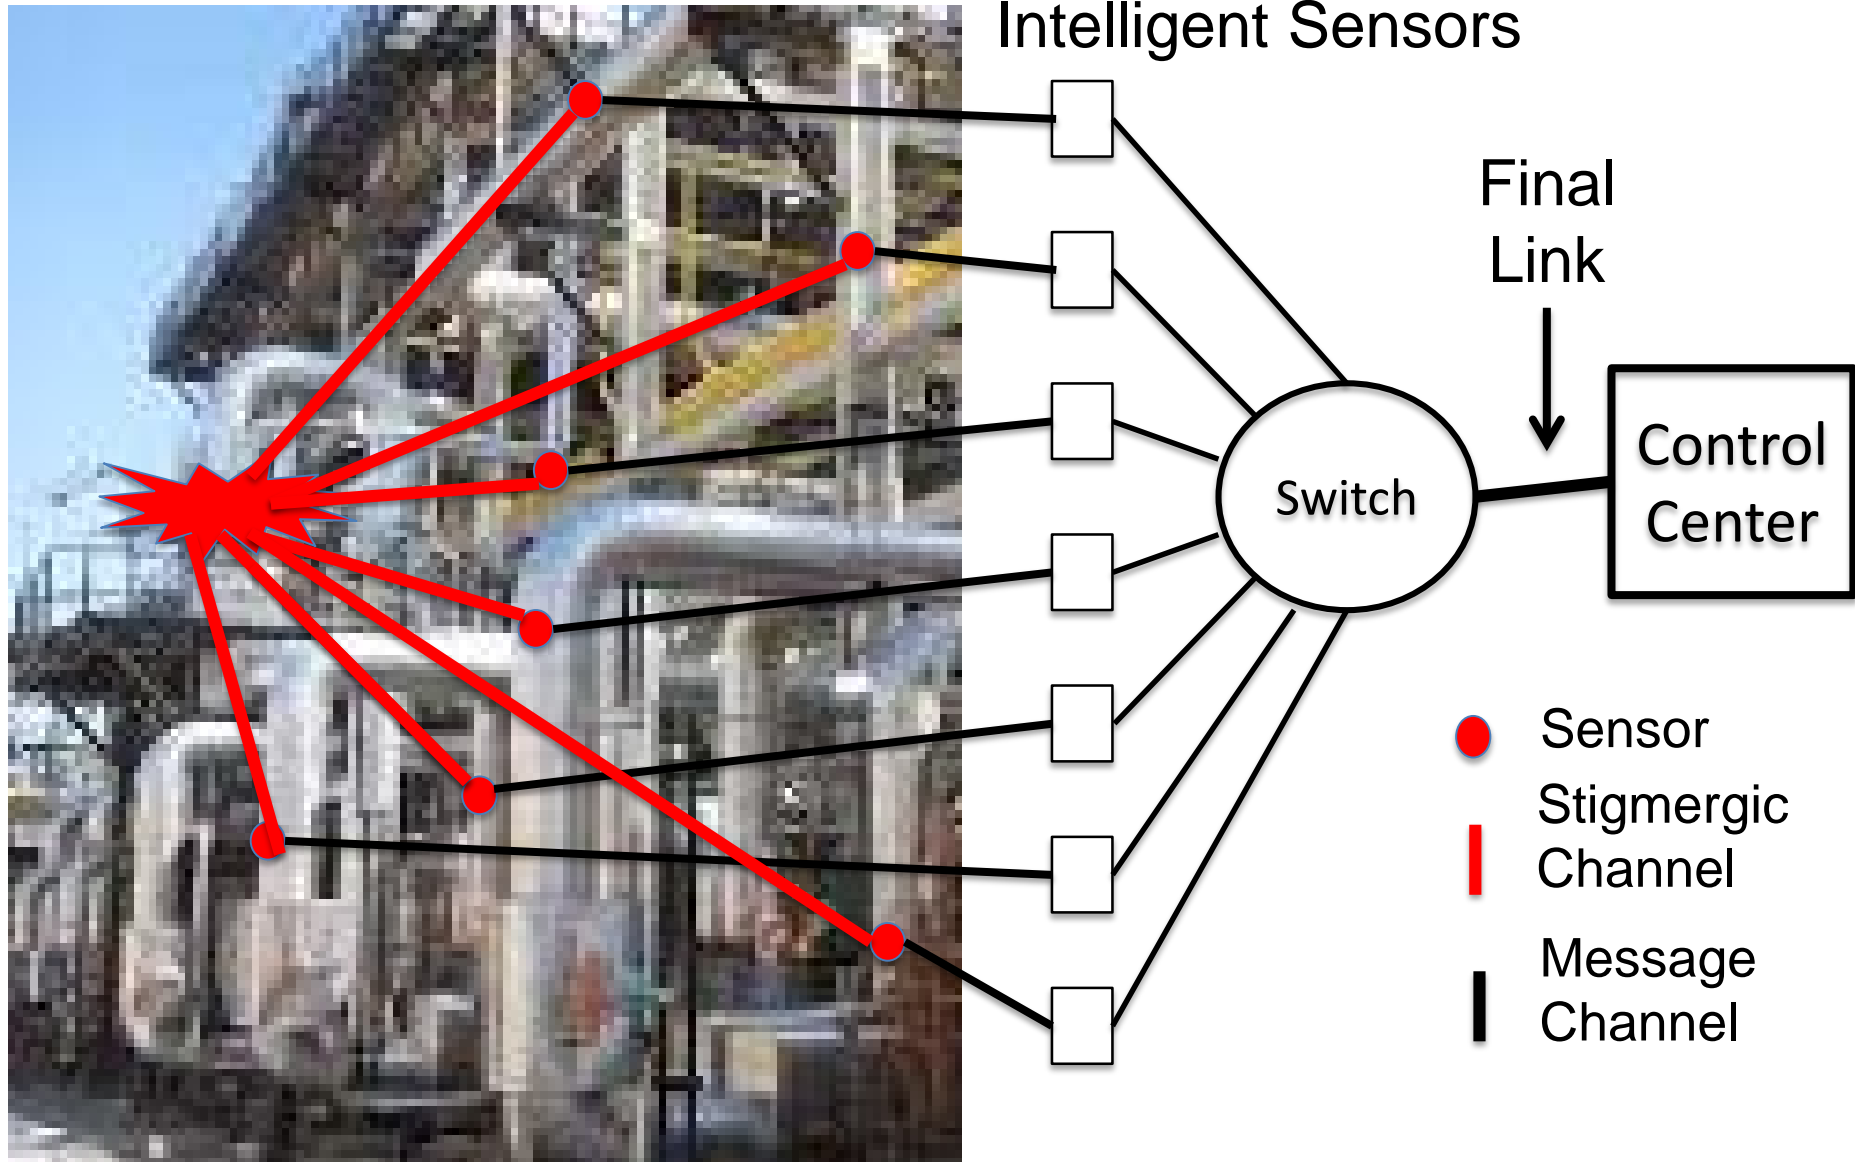 Intelligent Sensors
Final
Link
Control
Center
Switch
Sensor
Stigmergic
Channel
Message
Channel